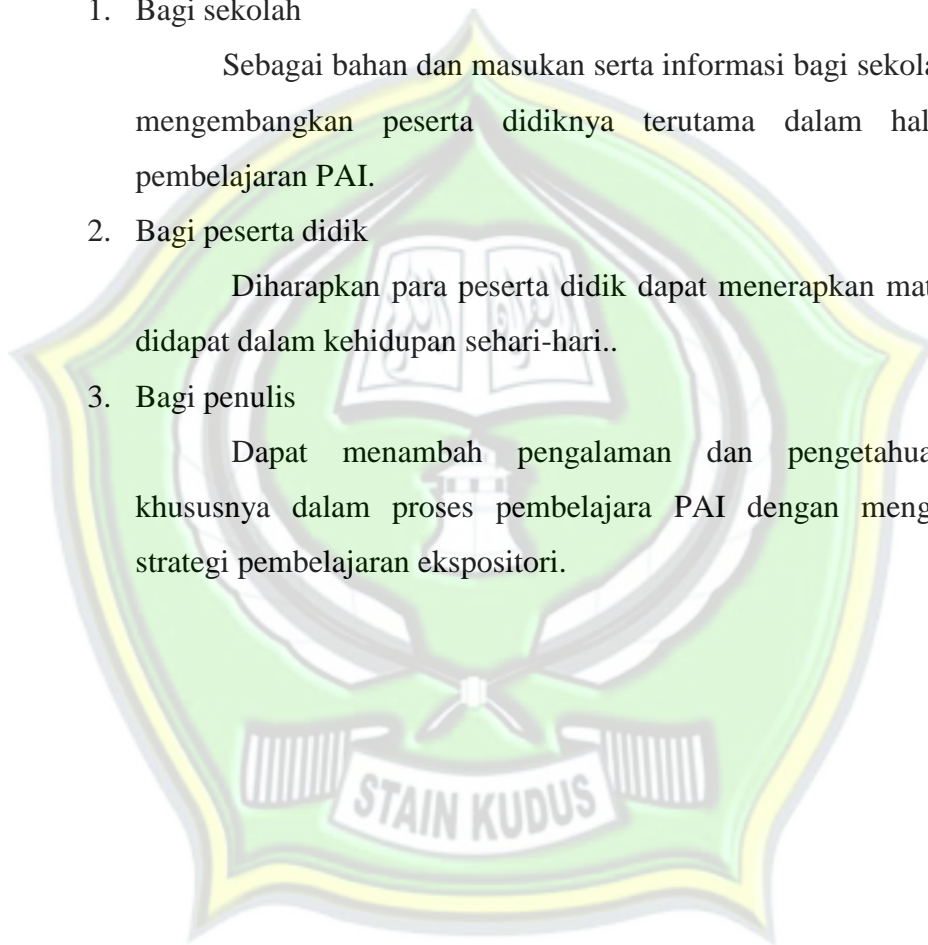 1. Bagi sekolah
Sebagai bahan dan masukan serta informasi bagi sekola
mengembangkan peserta didiknya terutama dalam hal
pembelajaran PAI.
2. Bagi peserta didik
Diharapkan para peserta didik dapat menerapkan mat
didapat dalam kehidupan sehari-hari..
3. Bagi penulis
Dapat menambah pengalaman dan pengetahua
khususnya dalam proses pembelajara PAI dengan meng
strategi pembelajaran ekspositori.
STAIN KUDUS